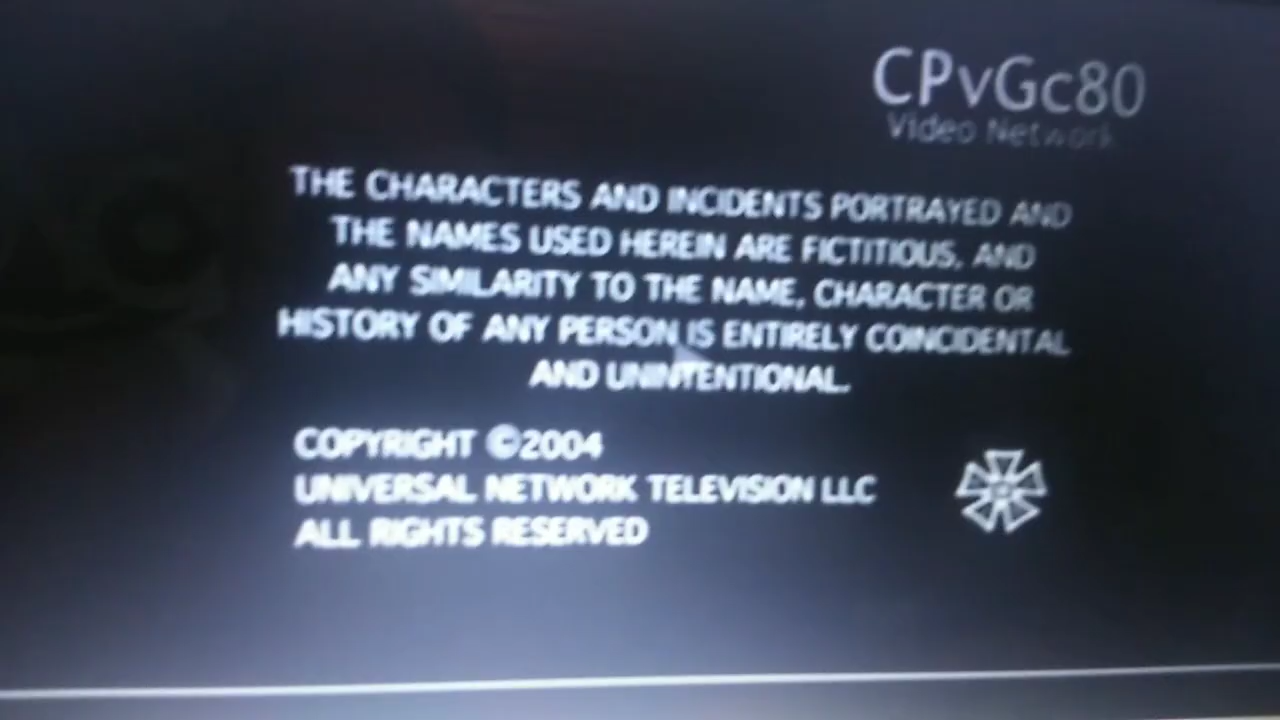 CPvGc80
Video Network
THE CHARACTERS AND INCIDENTS PORTRAYED AND
THE NAMES USED HEREIN ARE FICTITIOUS, AND
ANY SIMILARITY TO THE NAME, CHARACTER OR
HISTORY OF ANY PERSON IS ENTIRELY COINCIDENTAL
AND UNINTENTIONAL.
COPYRIGHT ©2004
UNIVERSAL NETWORK TELEVISION LLC
ALL RIGHTS RESERVED